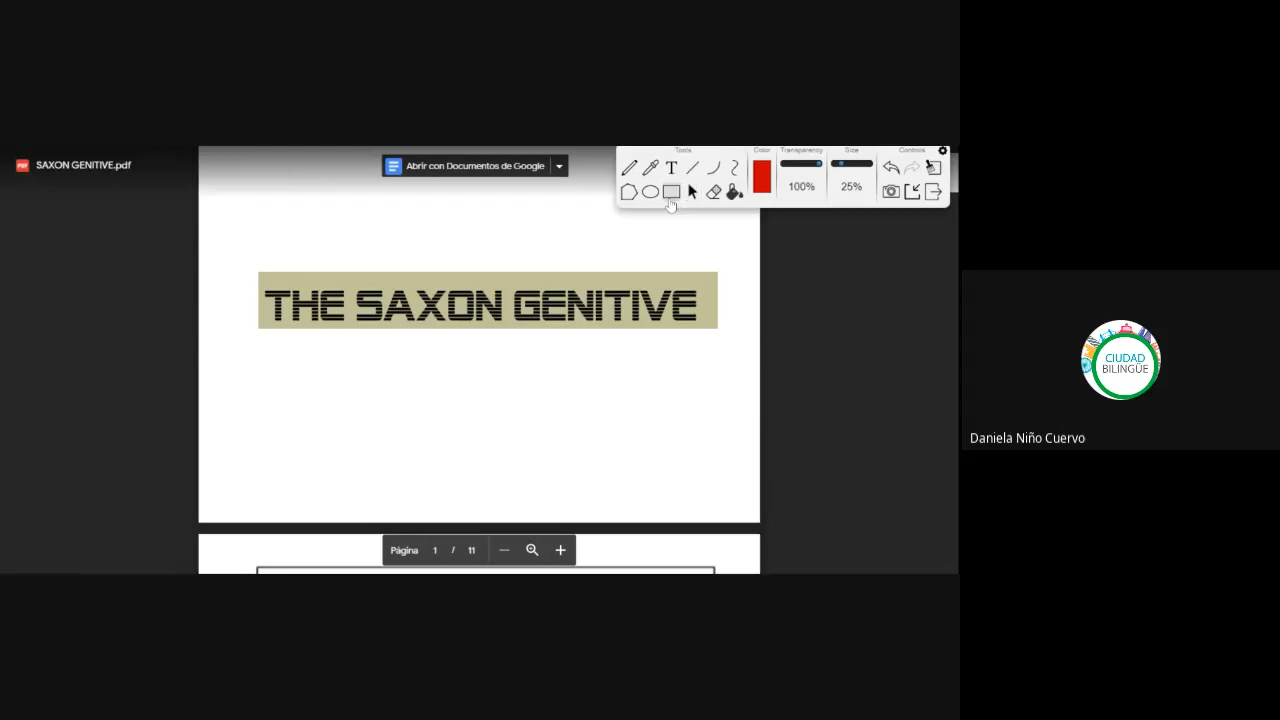 Tools
Color
Transparency
Size
Controls
SAXON GENITIVE.pdf
Abrir con Documentos de Google
T
100%
25%
THE SAXON GENITIVE
CIUDAD
BILINGÜE
Daniela Niño Cuervo
Página 1 / 11